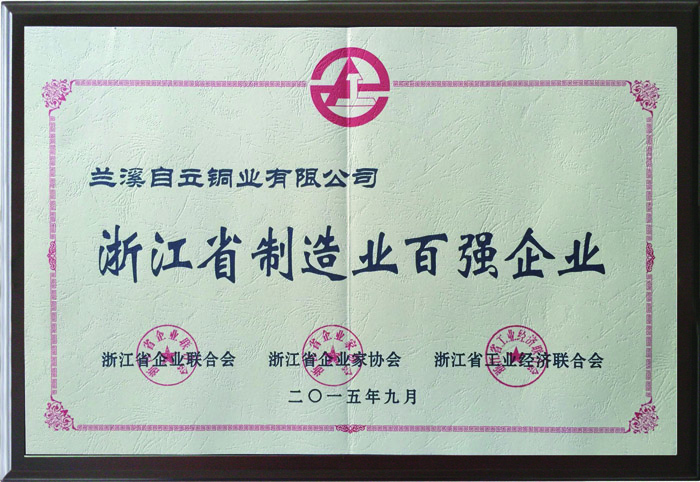 兰溪自立铜业有限公司
浙江省制造业百强企业
浙江省企业联合会 浙江省企业家协会 浙江省工业经济联合会
二〇一五年九月